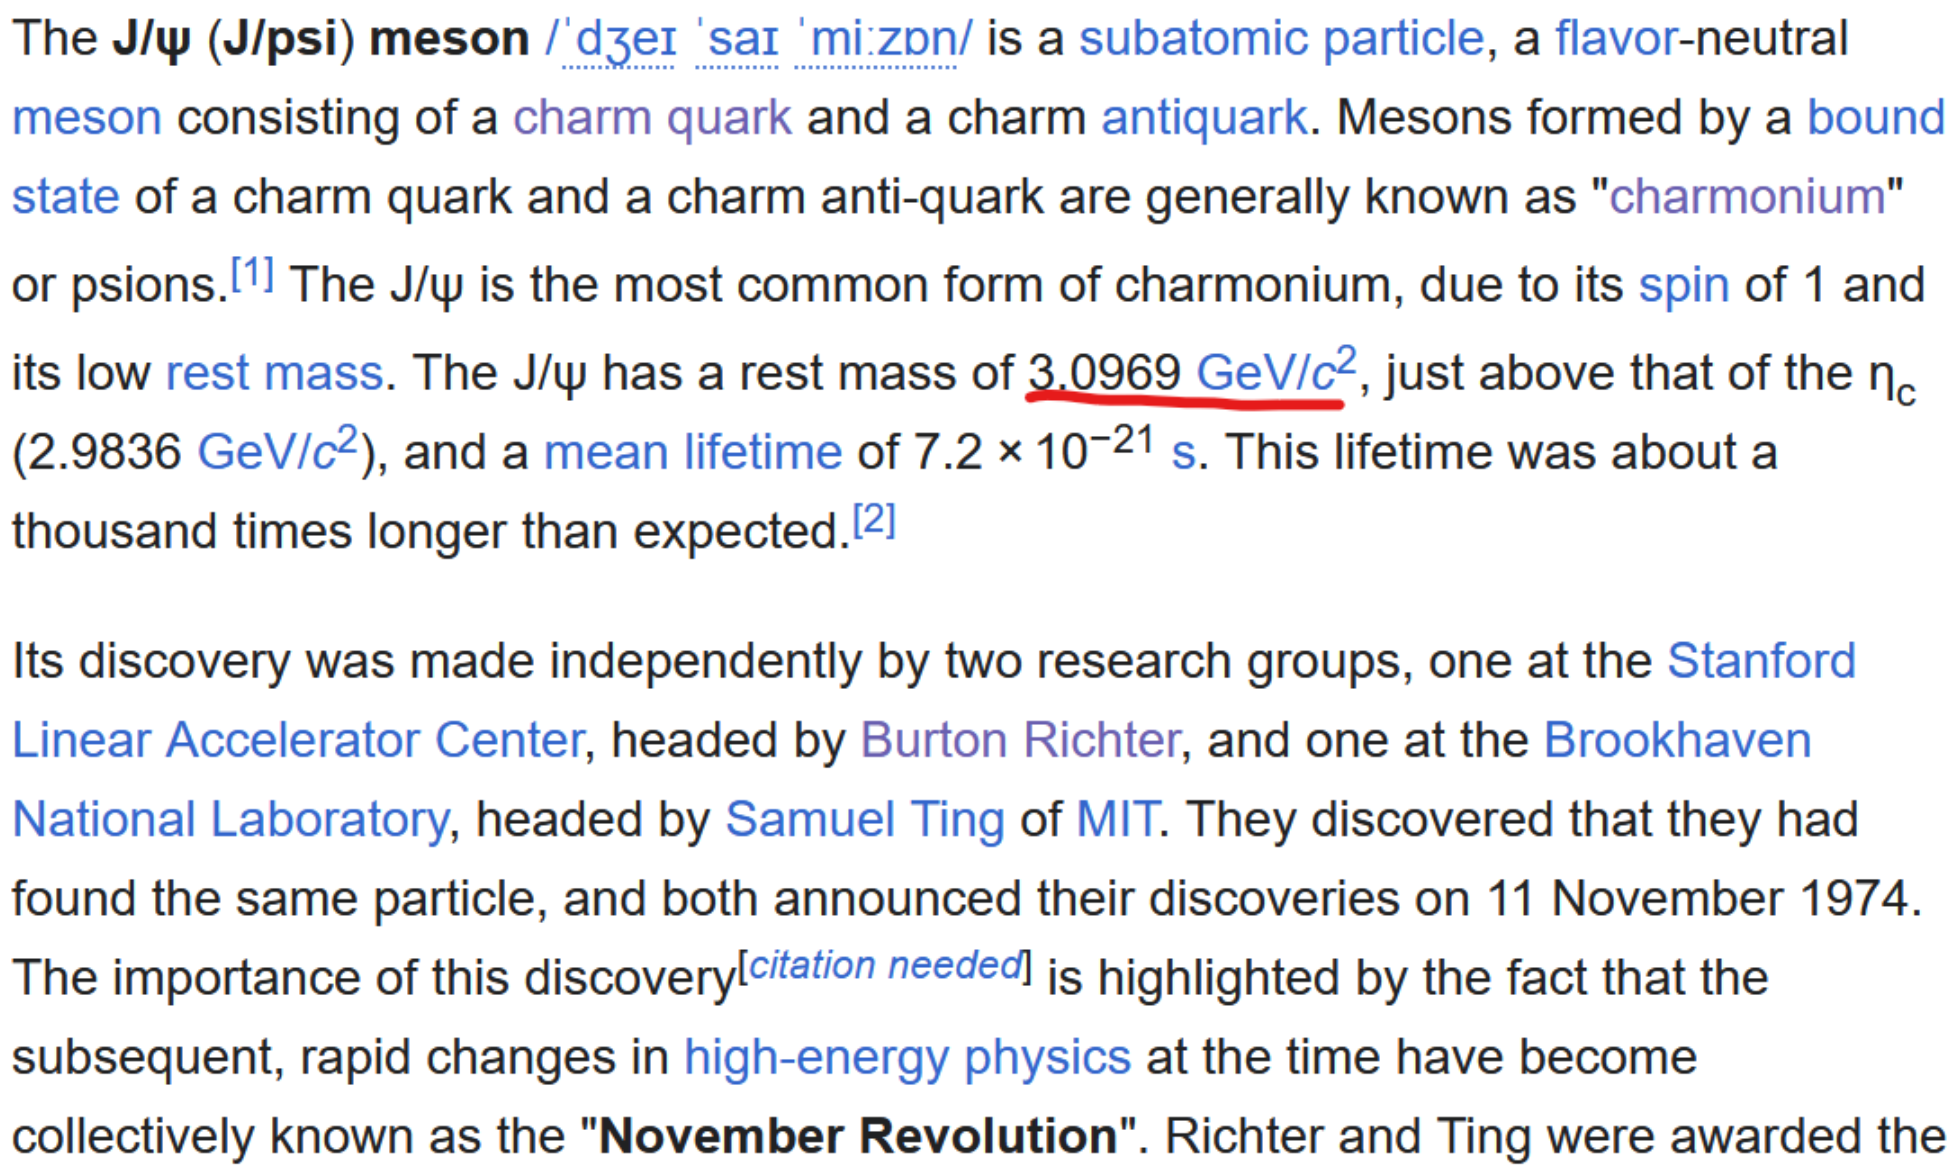 The J/ψ (J/psi) meson /ˈdʒeɪ ˈsaɪ ˈmiːzɒn/ is a subatomic particle, a flavor-neutral
meson consisting of a charm quark and a charm antiquark. Mesons formed by a bound
state of a charm quark and a charm anti-quark are generally known as "charmonium"
or psions.[1] The J/ψ is the most common form of charmonium, due to its spin of 1 and
its low rest mass. The J/ψ has a rest mass of 3.0969 GeV/c², just above that of the ηc
(2.9836 GeV/c²), and a mean lifetime of 7.2 × 10⁻²¹ s. This lifetime was about a
thousand times longer than expected.[2]
Its discovery was made independently by two research groups, one at the Stanford
Linear Accelerator Center, headed by Burton Richter, and one at the Brookhaven
National Laboratory, headed by Samuel Ting of MIT. They discovered that they had
found the same particle, and both announced their discoveries on 11 November 1974.
The importance of this discovery[citation needed] is highlighted by the fact that the
subsequent, rapid changes in high-energy physics at the time have become
collectively known as the "November Revolution". Richter and Ting were awarded the